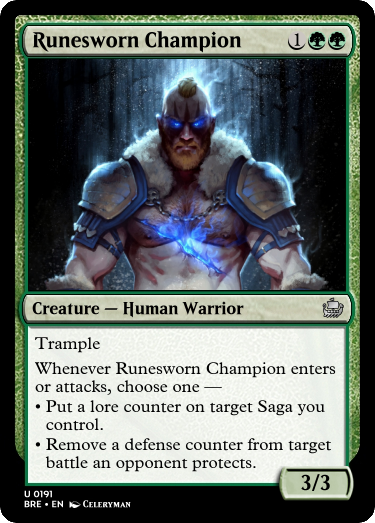 Runesworn Champion 1
Creature — Human Warrior
Trample
Whenever Runesworn Champion enters
or attacks, choose one —
• Put a lore counter on target Saga you
control.
• Remove a defense counter from target
battle an opponent protects.
3/3
U 0191
BRE • EN Celeryman